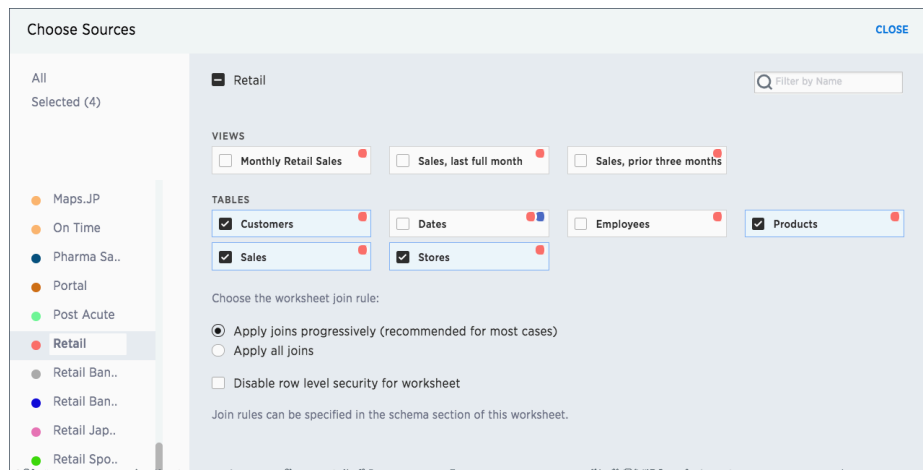 Choose Sources
CLOSE
All
Selected (4)
Maps.JP
On Time
Pharma Sa..
Portal
Post Acute
Retail
Retail Ban..
Retail Ban..
Retail Jap..
Retail Spo..
Retail
Filter by Name
VIEWS
Monthly Retail Sales
Sales, last full month
Sales, prior three months
TABLES
Customers
Dates
Employees
Products
Sales
Stores
Choose the worksheet join rule:
Apply joins progressively (recommended for most cases)
Apply all joins
Disable row level security for worksheet
Join rules can be specified in the schema section of this worksheet.